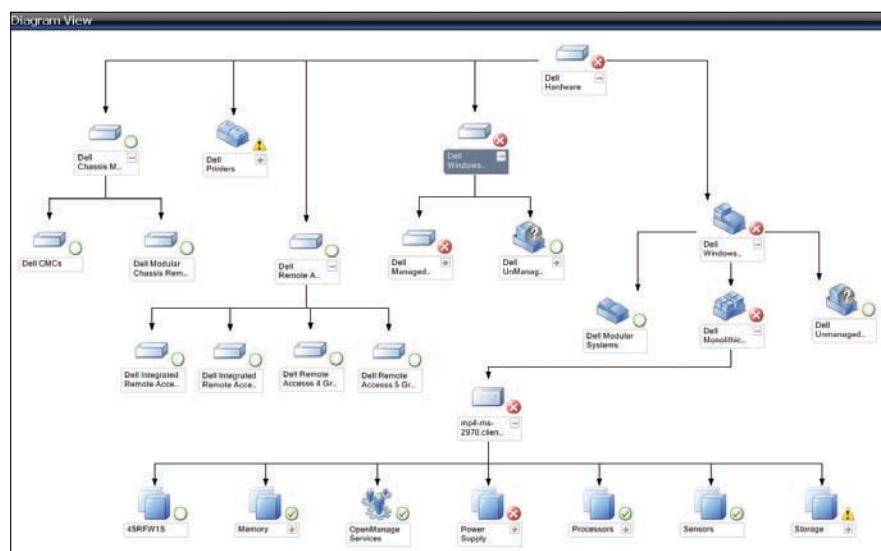 Diagram View
Dell
Hardware
Dell
Chassis M..
Dell
Printers
Dell
Windows..
Dell CMCs
Dell Modular
Chassis Rem..
Dell
Remote A..
Dell
Managed..
Dell
UnManag..
Dell
Windows..
Dell Modular
Systems
Dell
Monolithic..
Dell
Unmanaged..
Dell Integrated
Remote Acce..
Dell Integrated
Remote Acce..
Dell Remote
Accesss 4 Gr..
Dell Remote
Accesss 5 Gr..
mp4-ms-
2970.clien..
4SRFW1S
Memory
OpenManage
Services
Power
Supply
Processors
Sensors
Storage